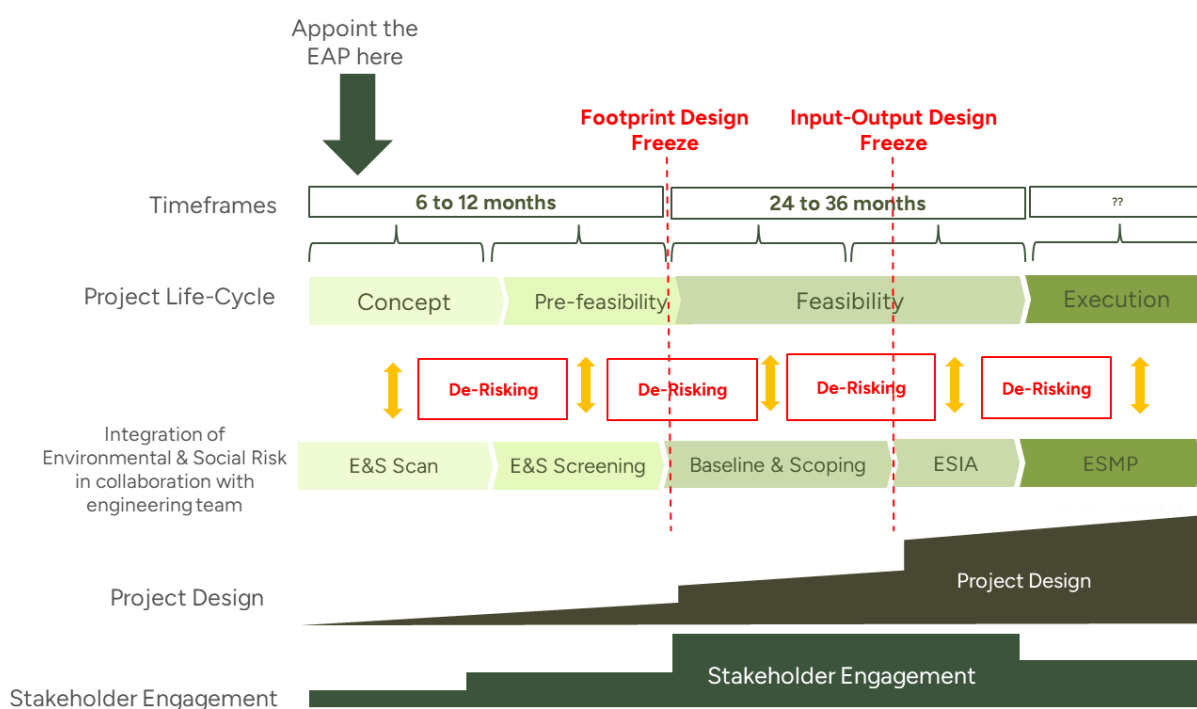 Appoint the
EAP here
Footprint Design
Freeze
Input-Output Design
Freeze
Timeframes
6 to 12 months
24 to 36 months
??
Project Life-Cycle
Concept
Pre-feasibility
Feasibility
Execution
De-Risking
De-Risking
De-Risking
De-Risking
Integration of
Environmental & Social Risk
in collaboration with
engineering team
E&S Scan
E&S Screening
Baseline & Scoping
ESIA
ESMP
Project Design
Project Design
Stakeholder Engagement
Stakeholder Engagement